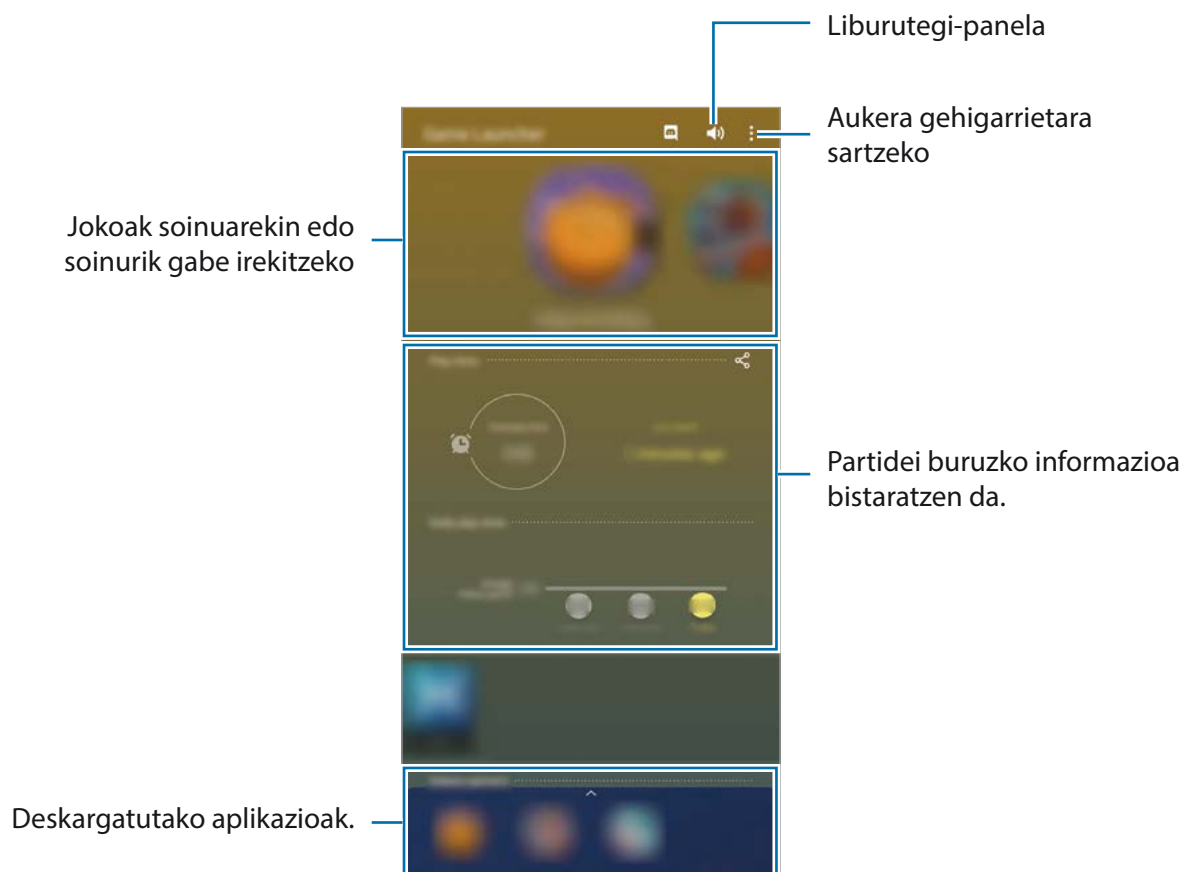 Liburutegi-panela
Aukera gehigarrietara
sartzeko
Game Launcher
Jokoak soinuarekin edo
soinurik gabe irekitzeko
Partidei buruzko informazioa
bistaratzen da.
Deskargatutako aplikazioak.